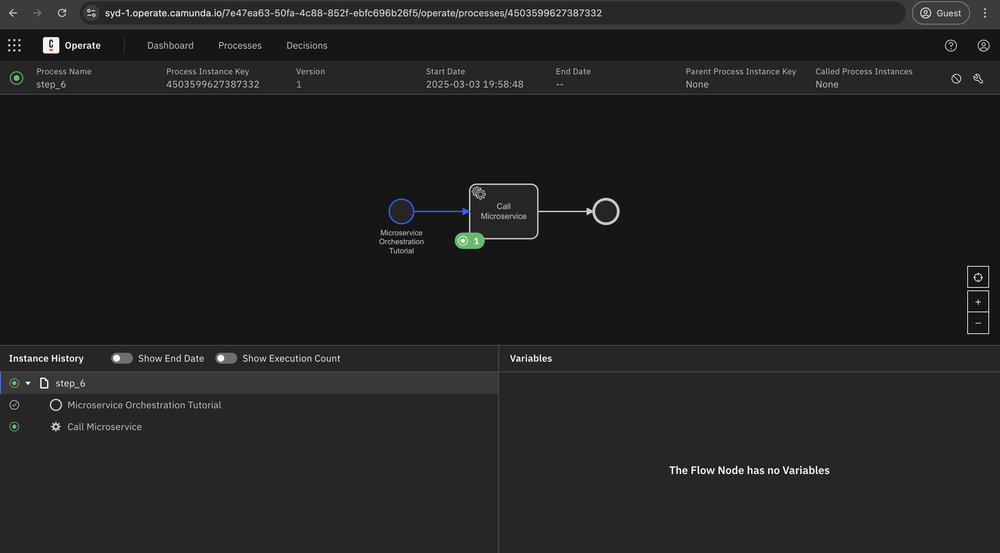 syd-1.operate.camunda.io/7e47ea63-50fa-4c88-852f-ebfc696b26f5/operate/processes/4503599627387332
Guest
C Operate Dashboard Processes Decisions
Process Name Process Instance Key Version Start Date End Date Parent Process Instance Key Called Process Instances
step_6 4503599627387332 1 2025-03-03 19:58:48 -- None None
Call
Microservice
Microservice
Orchestration
Tutorial
1
Instance History Show End Date Show Execution Count
Variables
step_6
Microservice Orchestration Tutorial
Call Microservice
The Flow Node has no Variables